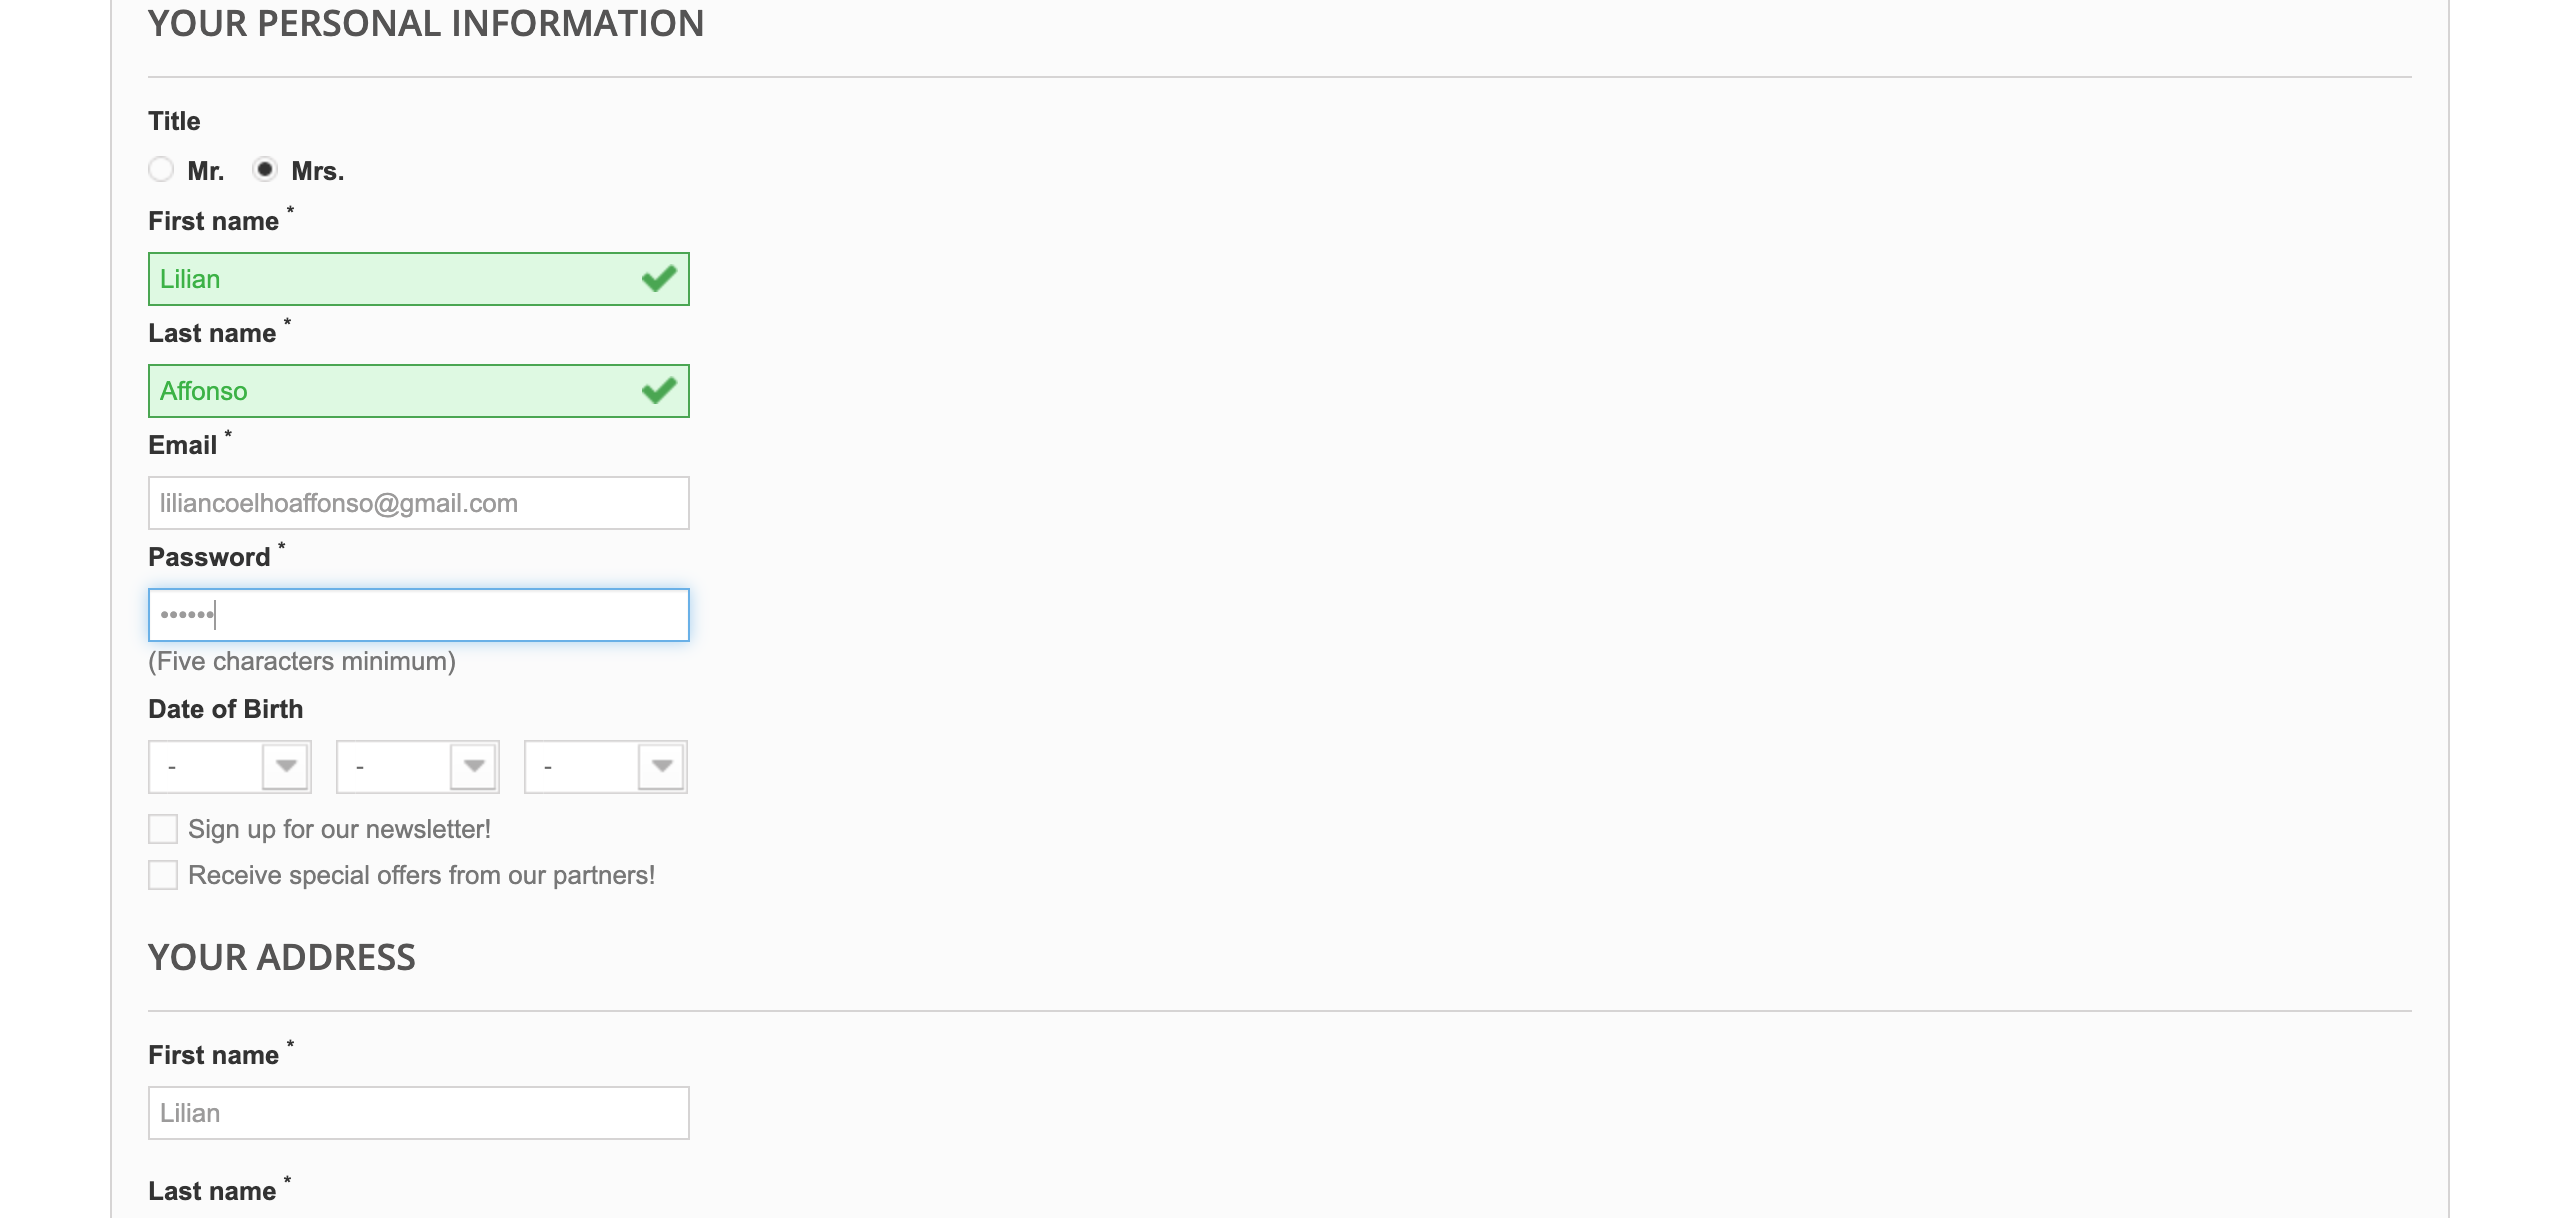 YOUR PERSONAL INFORMATION
Title
Mr. Mrs.
First name *
Lilian
Last name *
Affonso
Email *
liliancoelhoaffonso@gmail.com
Password *
••••••
(Five characters minimum)
Date of Birth
- - -
Sign up for our newsletter!
Receive special offers from our partners!
YOUR ADDRESS
First name *
Lilian
Last name *